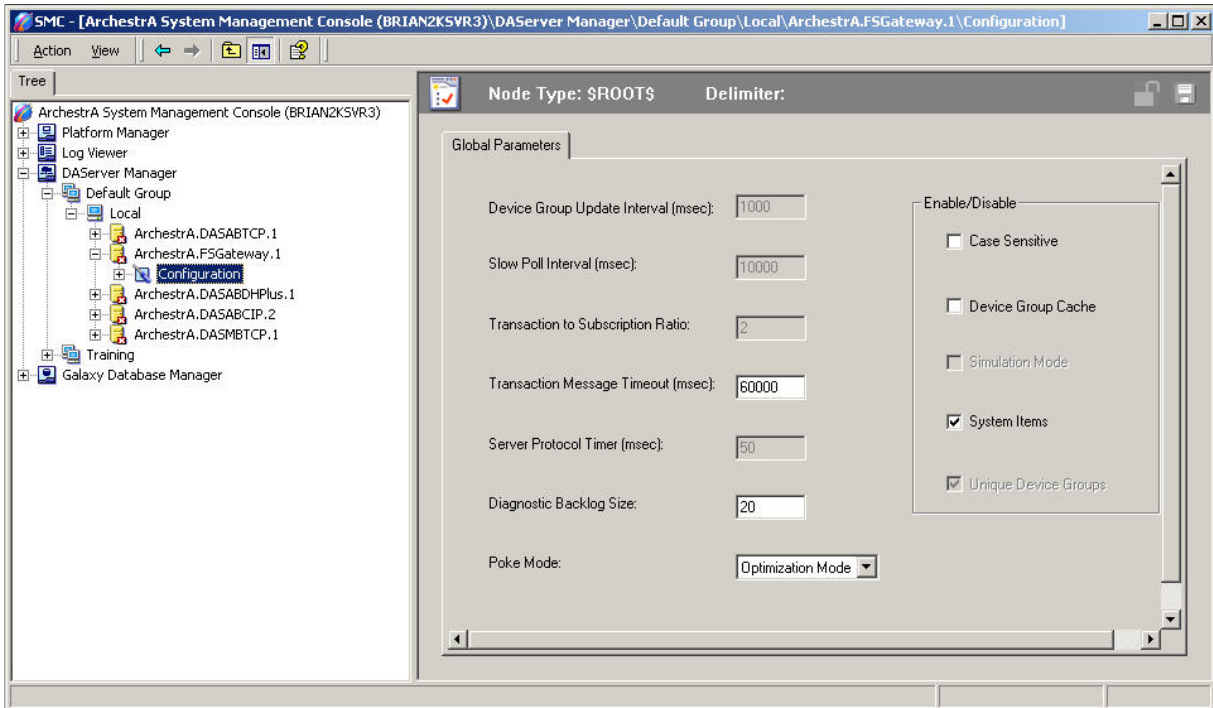 SMC - [ArchestrA System Management Console (BRIAN2KSVR3)\DAServer Manager\Default Group\Local\ArchestrA.FSGateway.1\Configuration]
Action View
Tree
ArchestrA System Management Console (BRIAN2KSVR3)
Platform Manager
Log Viewer
DAServer Manager
Default Group
Local
ArchestrA.DASABTCP.1
ArchestrA.FSGateway.1
Configuration
ArchestrA.DASABDHPlus.1
ArchestrA.DASABCIP.2
ArchestrA.DASMBTCP.1
Training
Galaxy Database Manager
Node Type: $ROOT$ Delimiter:
Global Parameters
Device Group Update Interval (msec): 1000
Slow Poll Interval (msec): 10000
Transaction to Subscription Ratio: 2
Transaction Message Timeout (msec): 60000
Server Protocol Timer (msec): 50
Diagnostic Backlog Size: 20
Poke Mode: Optimization Mode
Enable/Disable
Case Sensitive
Device Group Cache
Simulation Mode
System Items
Unique Device Groups